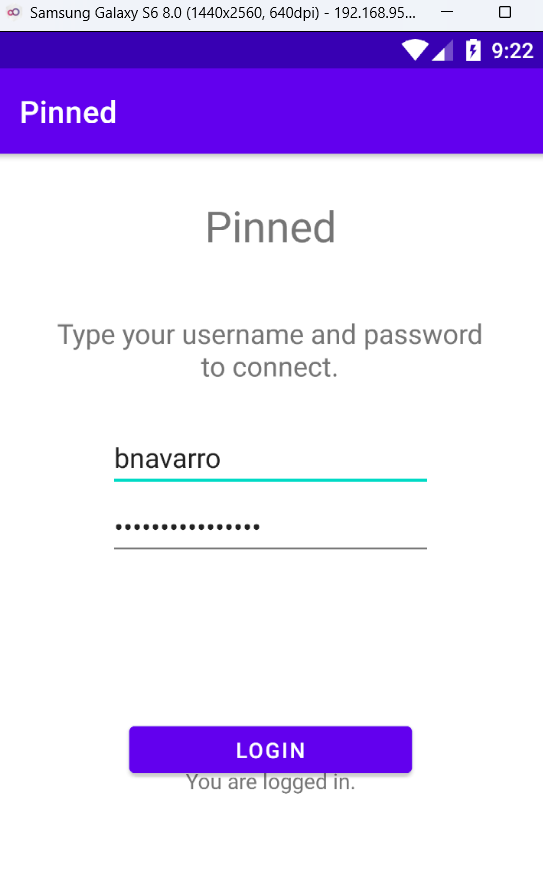 Samsung Galaxy S6 8.0 (1440x2560, 640dpi) - 192.168.95...
9:22
Pinned
Pinned
Type your username and password
to connect.
bnavarro
••••••••••••••••
LOGIN
You are logged in.